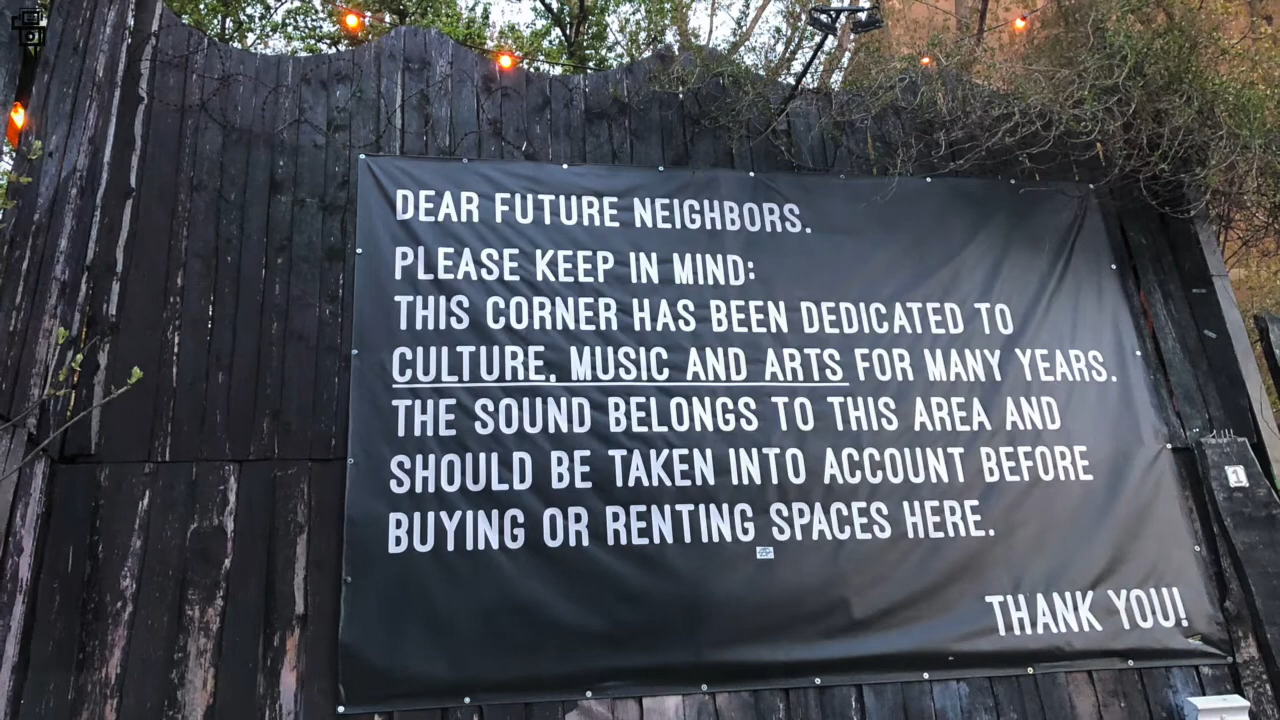 DEAR FUTURE NEIGHBORS.
PLEASE KEEP IN MIND:
THIS CORNER HAS BEEN DEDICATED TO
CULTURE, MUSIC AND ARTS FOR MANY YEARS.
THE SOUND BELONGS TO THIS AREA AND
SHOULD BE TAKEN INTO ACCOUNT BEFORE
BUYING OR RENTING SPACES HERE.
THANK YOU!
1